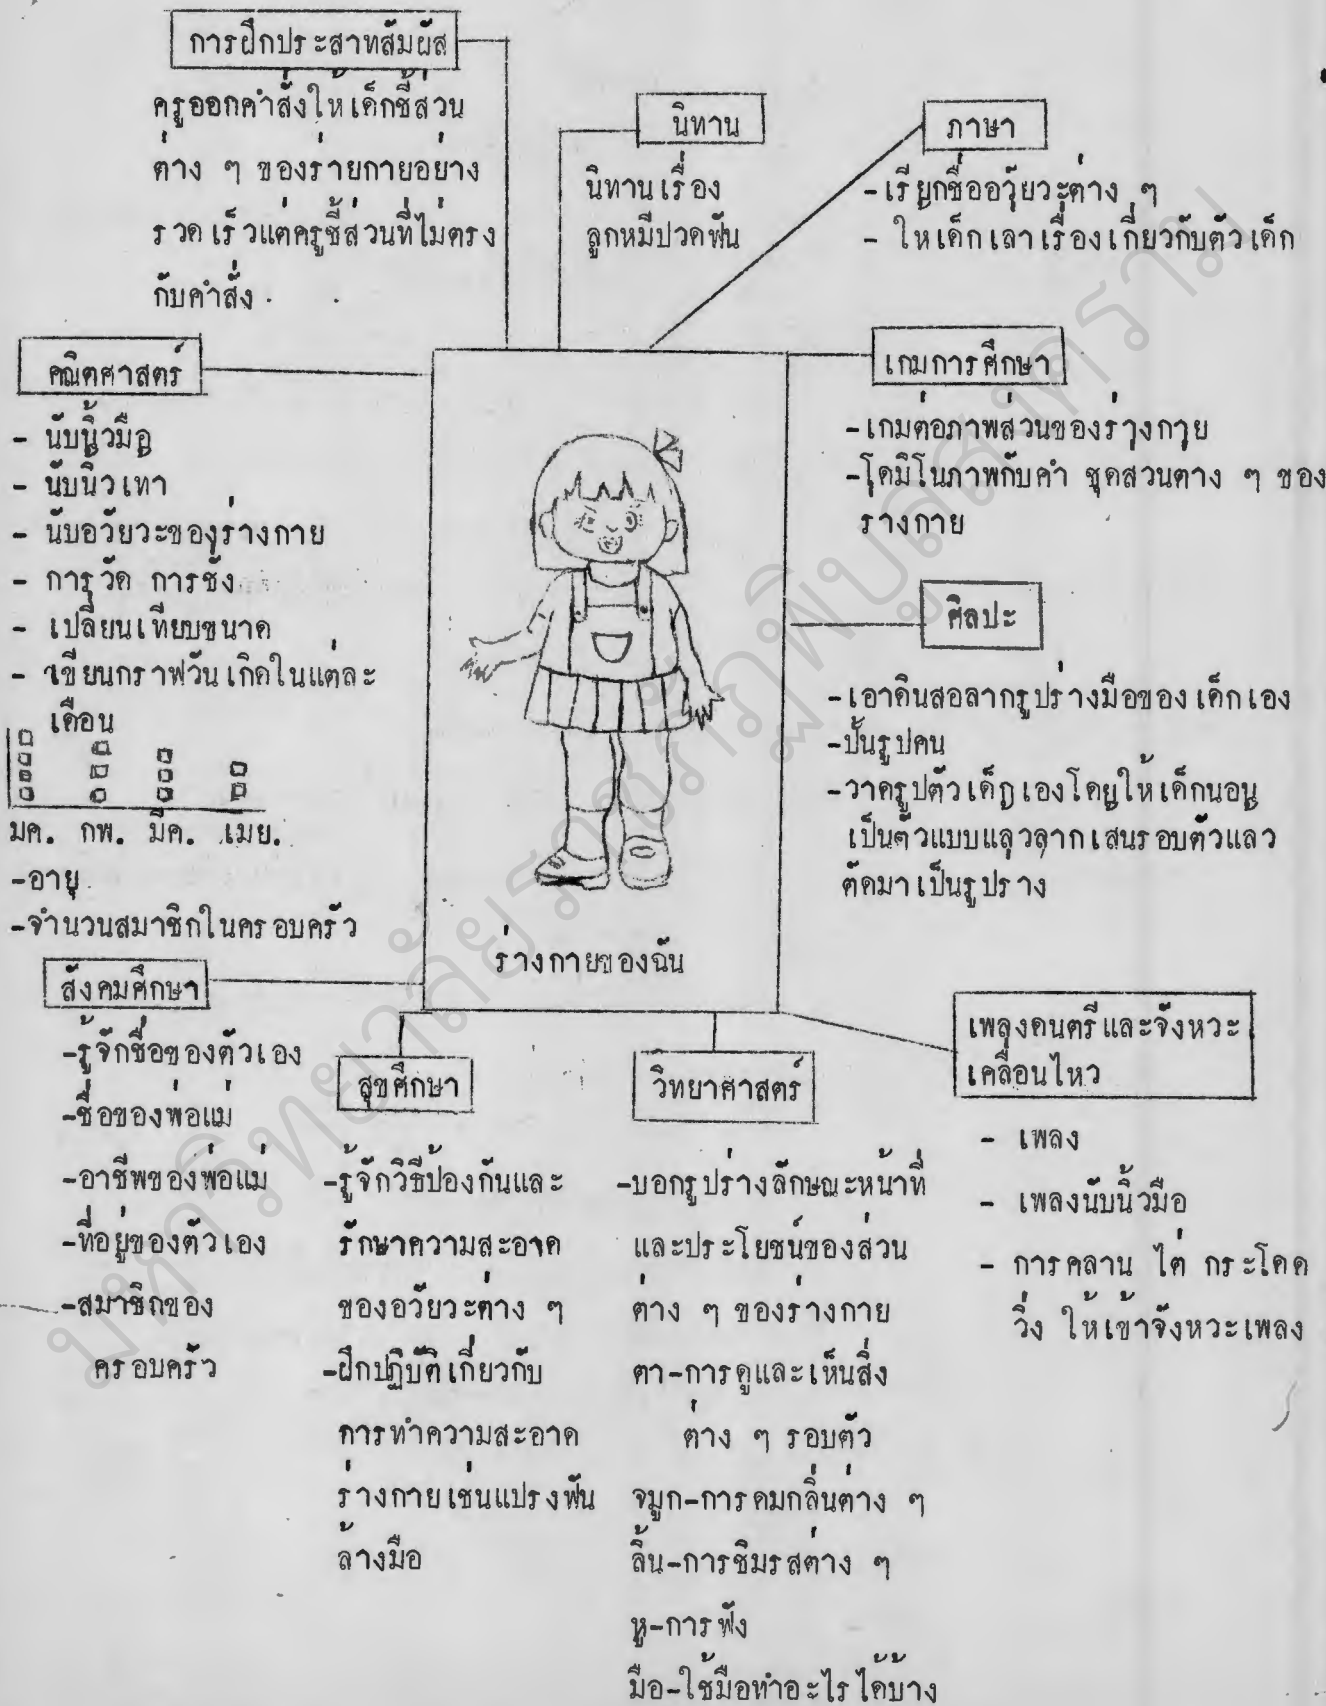 การฝึกประสาทสัมผัส
ครูออกคำสั่งให้เด็กชี้ส่วน
ต่าง ๆ ของร่ายกายอย่าง
รวดเร็วแต่ครูชี้ส่วนที่ไม่ตรง
กับคำสั่ง
นิทาน
นิทานเรื่อง
ลูกหมีปวดฟัน
ภาษา
-เรียกชื่ออวัยวะต่าง ๆ
- ใหเด็กเลาเรื่องเกี่ยวกับตัวเด็ก
คณิตศาสตร์
- นับนิ้วมือ
- นับนิ้วเทา
- นับอวัยวะของร่างกาย
- การวัด การชั่ง
- เปลี่ยนเทียบขนาด
- เขียนกราฟวันเกิดในแต่ละ
เดือน
มค. กพ. มีค. เมย.
-อายุ
-จำนวนสมาชิกในครอบครัว
เกมการศึกษา
-เกมต่อภาพส่วนของร่างกาย
-โดมิโนภาพกับคำ ชุดสวนตาง ๆ ของ
รางกาย
ศิลปะ
-เอาดินสอลากรูปร่างมือของเด็กเอง
-ปั้นรูปคน
-วาดรูปตัวเด็กเองโดยให้เด็กนอน
เป็นตัวแบบแลวลากเสนรอบตัวแลว
ตัดมาเป็นรูปร่าง
ร่างกายของฉัน
สังคมศึกษา
-รู้จักชื่อของตัวเอง
-ชื่อของพ่อแม่
-อาชีพของพ่อแม่
-ที่อยู่ของตัวเอง
-สมาชิกของ
ครอบครัว
สุขศึกษา
-รู้จักวิธีป้องกันและ
รักษาความสะอาด
ของอวัยวะต่าง ๆ
-ฝึกปฏิบัติเกี่ยวกับ
การทำความสะอาด
ร่างกายเช่นแปรงฟัน
ล้างมือ
วิทยาศาสตร์
-บอกรูปร่างลักษณะหน้าที่
และประโยชน์ของส่วน
ต่าง ๆ ของร่างกาย
ตา-การดูและเห็นสิ่ง
ต่าง ๆ รอบตัว
จมูก-การดมกลิ่นต่าง ๆ
ลิ้น-การชิมรสต่าง ๆ
หู-การฟัง
มือ-ใช้มือทำอะไรได้บ้าง
เพลงดนตรีและจังหวะ
เคลื่อนไหว
- เพลง
- เพลงนับนิ้วมือ
- การคลาน ไต่ กระโดด
วิ่ง ให้เข้าจังหวะเพลง
มหาวิทยาลัยราชภัฏพิบูลสงคราม